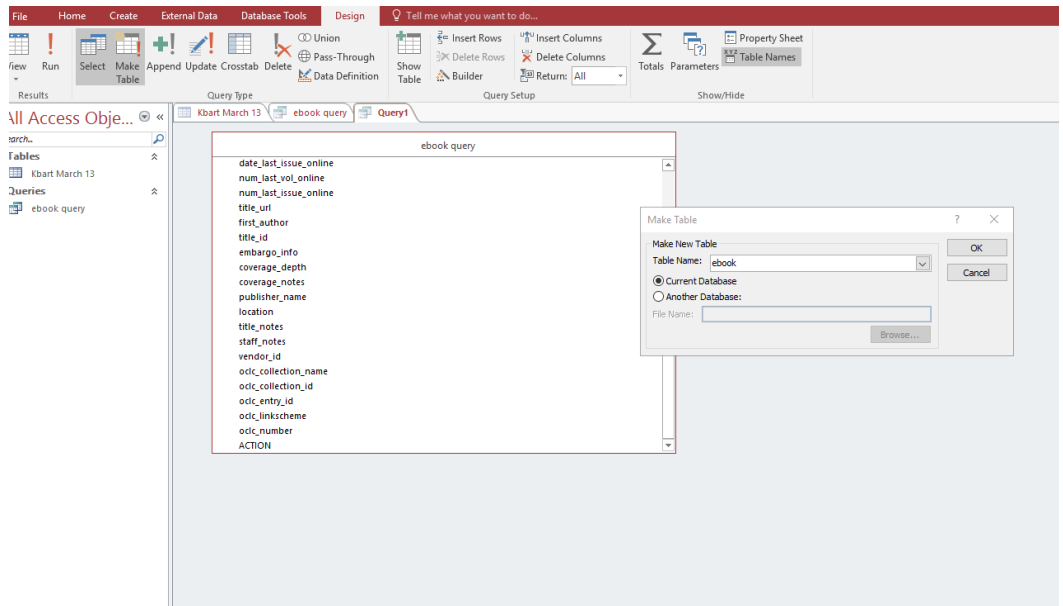 File Home Create External Data Database Tools Design Tell me what you want to do...
Union
Pass-Through
Data Definition
Insert Rows
Delete Rows
Builder
Insert Columns
Delete Columns
Return: All
Property Sheet
Table Names
Run Select Make Table Append Update Crosstab Delete Show Table Totals Parameters
Results Query Type Query Setup Show/Hide
All Access Obje... «
Kbart March 13 ebook query Query1
Tables
Kbart March 13
Queries
ebook query
ebook query
date_last_issue_online
num_last_vol_online
num_last_issue_online
title_url
first_author
title_id
embargo_info
coverage_depth
coverage_notes
publisher_name
location
title_notes
staff_notes
vendor_id
oclc_collection_name
oclc_collection_id
oclc_entry_id
oclc_linkscheme
oclc_number
ACTION
Make Table ? ×
Make New Table
Table Name: ebook
Current Database
Another Database:
File Name:
Browse...
OK
Cancel